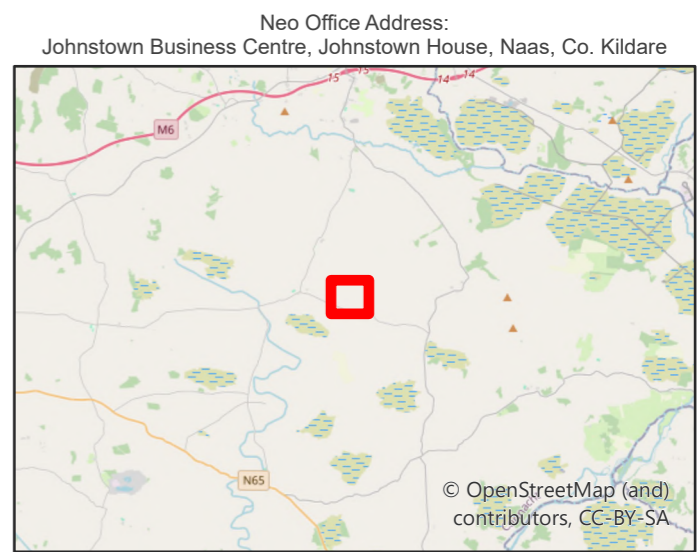 Neo Office Address:
Johnstown Business Centre, Johnstown House, Naas, Co. Kildare
15 15
14 14
M6
N65
© OpenStreetMap (and)
contributors, CC-BY-SA